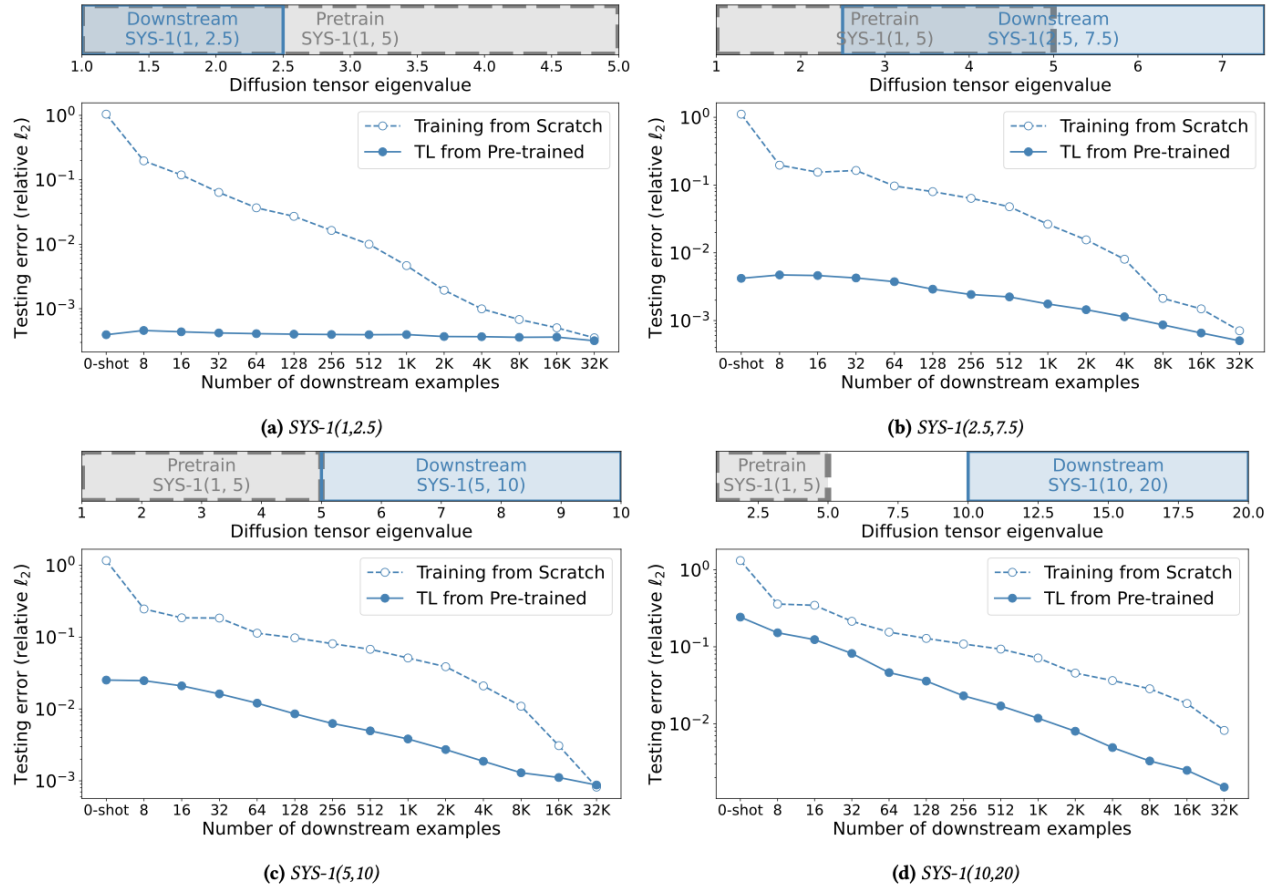 Downstream
SYS-1(1, 2.5)
Pretrain
SYS-1(1, 5)
1.0 1.5 2.0 2.5 3.0 3.5 4.0 4.5 5.0
Diffusion tensor eigenvalue
Testing error (relative ℓ₂)
10⁰
10⁻¹
10⁻²
10⁻³
Training from Scratch
TL from Pre-trained
0-shot 8 16 32 64 128 256 512 1K 2K 4K 8K 16K 32K
Number of downstream examples
(a) SYS-1(1,2.5)
Pretrain
SYS-1(1, 5)
Downstream
SYS-1(2.5, 7.5)
1 2 3 4 5 6 7
Diffusion tensor eigenvalue
Testing error (relative ℓ₂)
10⁰
10⁻¹
10⁻²
10⁻³
Training from Scratch
TL from Pre-trained
0-shot 8 16 32 64 128 256 512 1K 2K 4K 8K 16K 32K
Number of downstream examples
(b) SYS-1(2.5,7.5)
Pretrain
SYS-1(1, 5)
Downstream
SYS-1(5, 10)
1 2 3 4 5 6 7 8 9 10
Diffusion tensor eigenvalue
Testing error (relative ℓ₂)
10⁰
10⁻¹
10⁻²
10⁻³
Training from Scratch
TL from Pre-trained
0-shot 8 16 32 64 128 256 512 1K 2K 4K 8K 16K 32K
Number of downstream examples
(c) SYS-1(5,10)
Pretrain
SYS-1(1, 5)
Downstream
SYS-1(10, 20)
2.5 5.0 7.5 10.0 12.5 15.0 17.5 20.0
Diffusion tensor eigenvalue
Testing error (relative ℓ₂)
10⁰
10⁻¹
10⁻²
Training from Scratch
TL from Pre-trained
0-shot 8 16 32 64 128 256 512 1K 2K 4K 8K 16K 32K
Number of downstream examples
(d) SYS-1(10,20)